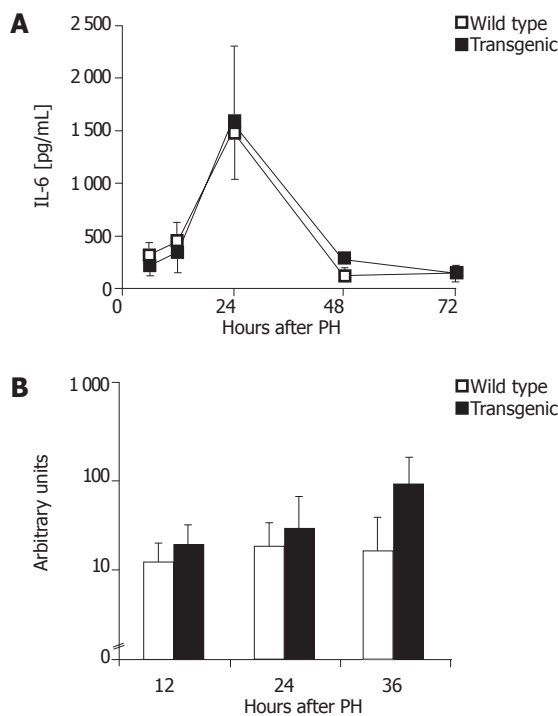 A
Wild type
Transgenic
2 500
2 000
1 500
1 000
500
0
IL-6 [pg/mL]
0 24 48 72
Hours after PH
B
Wild type
Transgenic
1 000
100
10
0
Arbitrary units
12 24 36
Hours after PH